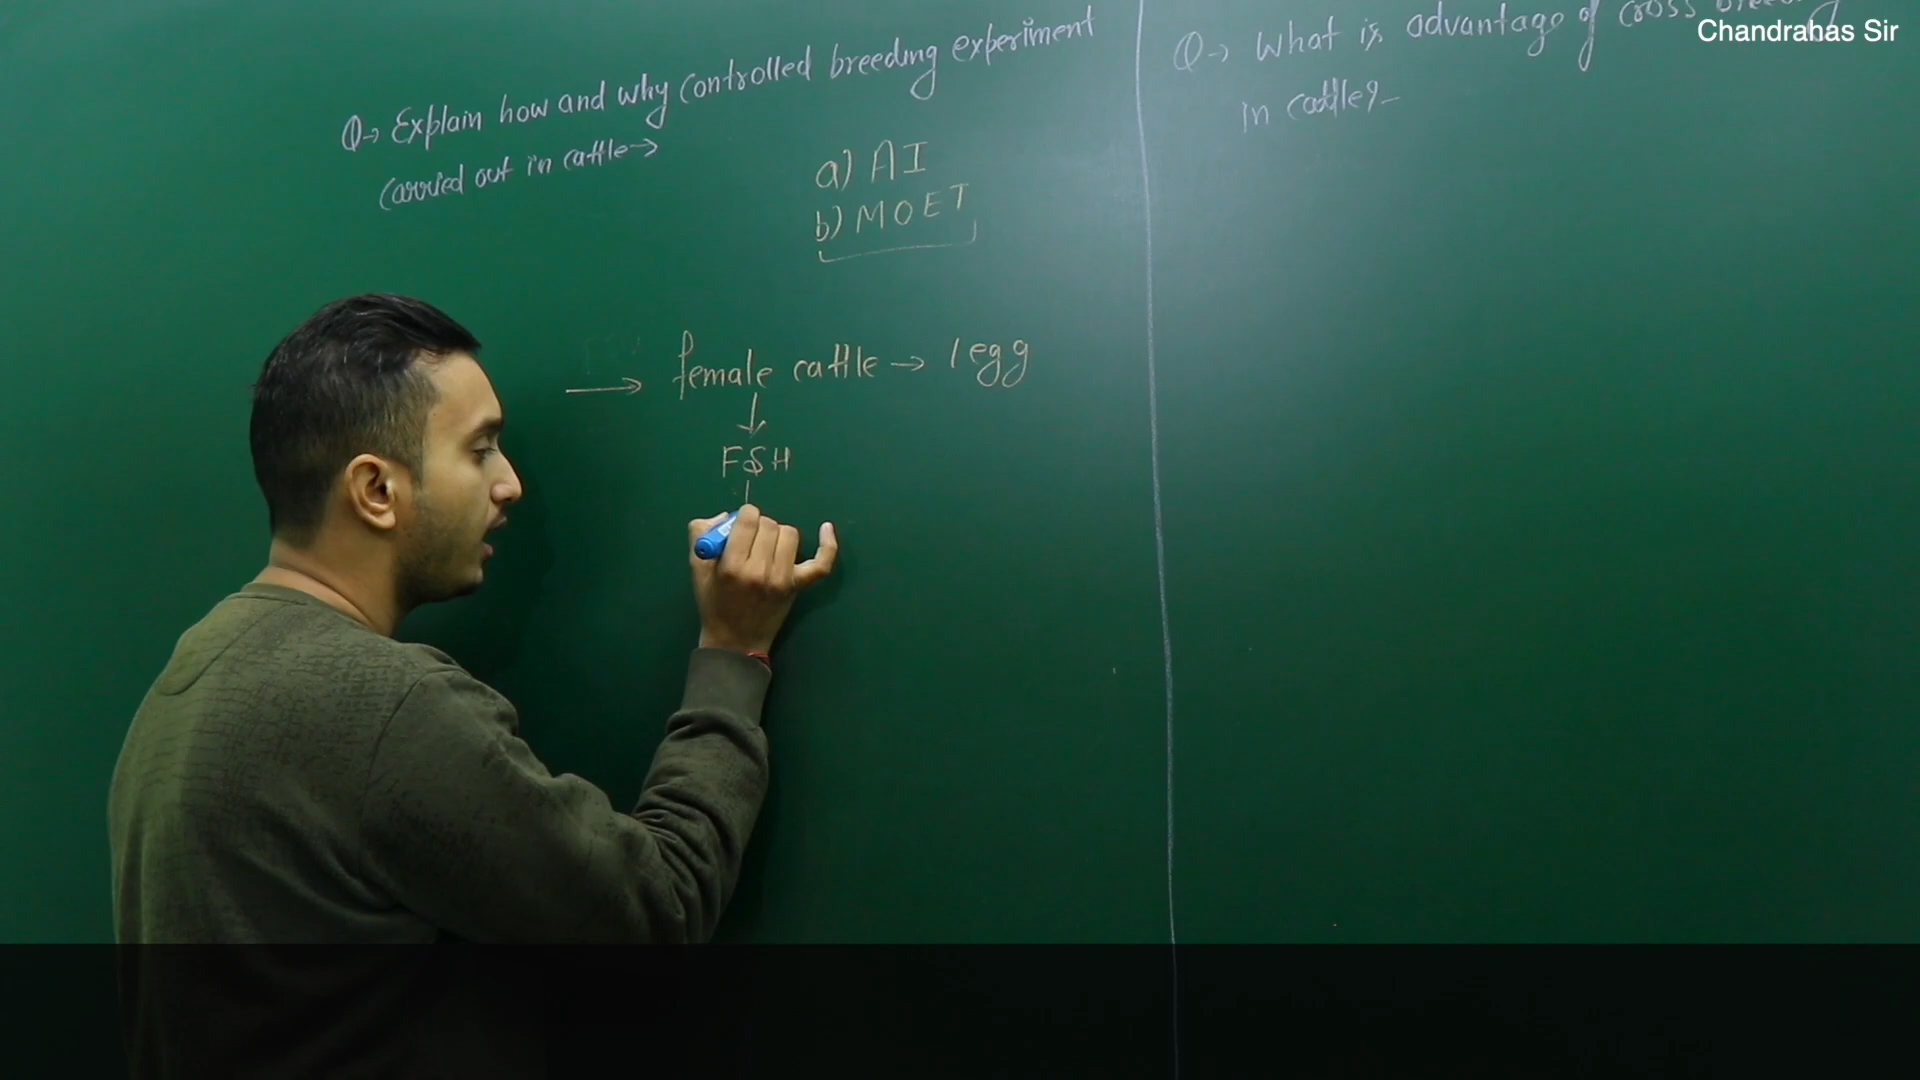 Q→ Explain how and why controlled breeding experiment
carried out in cattle→
a) AI
b) MOET
→ female cattle → 1 egg
↓
FSH
Q→ What is advantage of cross breeding
in cattle?
Chandrahas Sir